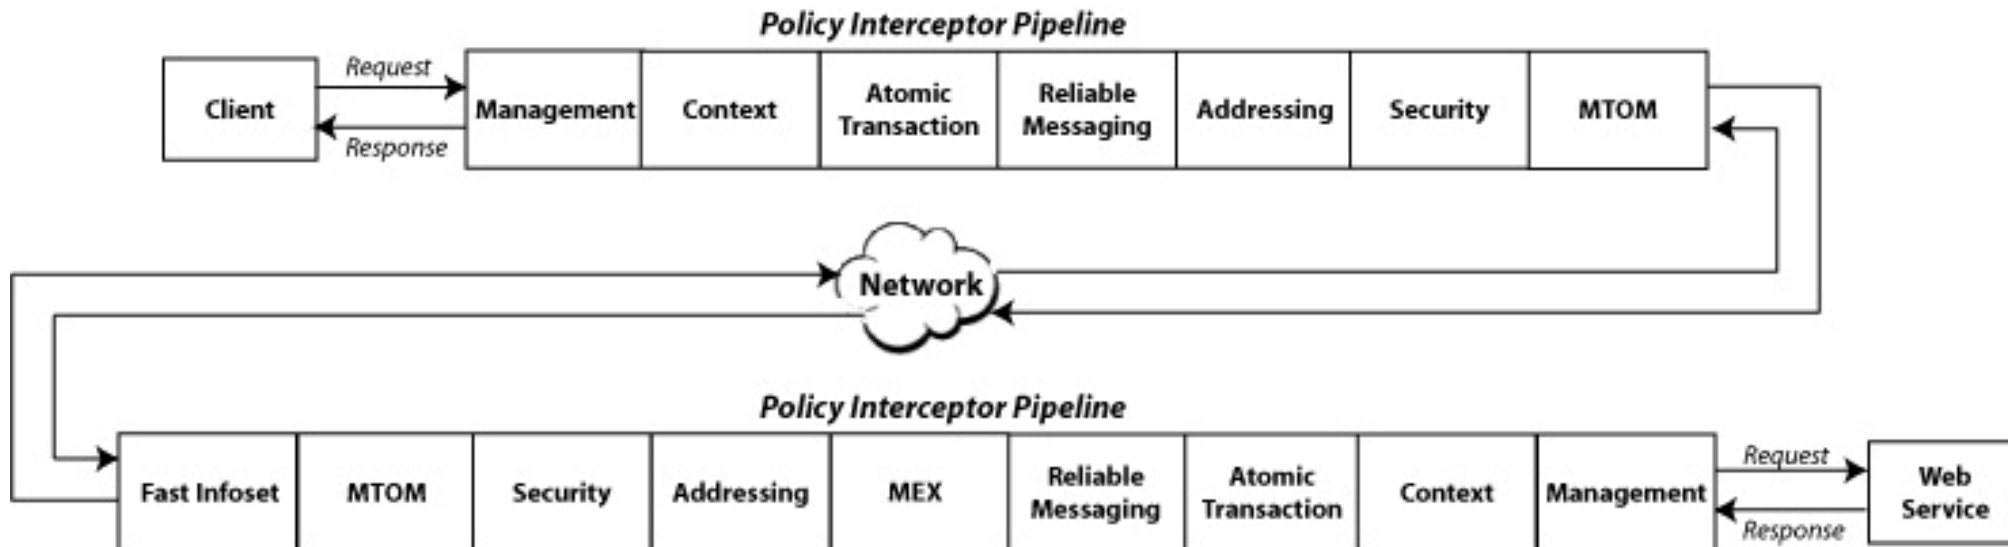 Policy Interceptor Pipeline
Client
Request
Response
Management
Context
Atomic
Transaction
Reliable
Messaging
Addressing
Security
MTOM
Network
Policy Interceptor Pipeline
Fast Infoset
MTOM
Security
Addressing
MEX
Reliable
Messaging
Atomic
Transaction
Context
Management
Request
Response
Web
Service